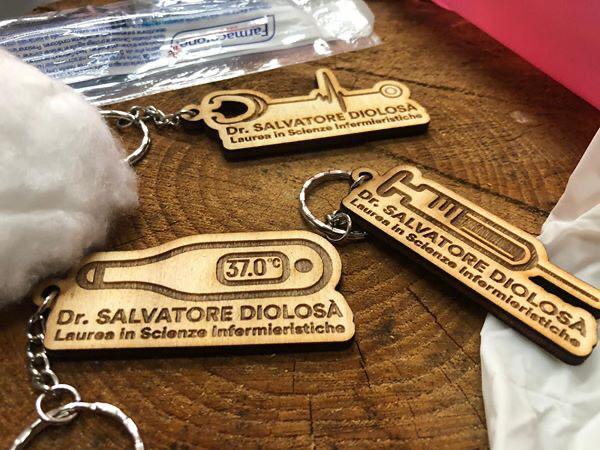 Farmacotone
Dr. SALVATORE DIOLOSÀ
Laurea in Scienze Infermieristiche
Dr. SALVATORE DIOLOSÀ
Laurea in Scienze Infermieristiche
37.0°C
Dr. SALVATORE DIOLOSÀ
Laurea in Scienze Infermieristiche